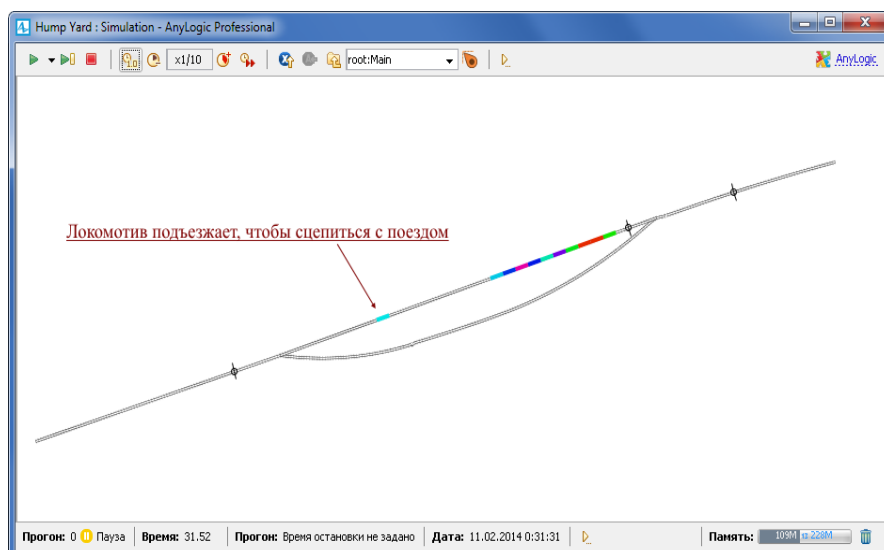 Hump Yard : Simulation - AnyLogic Professional
x1/10 root:Main AnyLogic
Локомотив подъезжает, чтобы сцепиться с поездом
Прогон: 0 Пауза Время: 31.52 Прогон: Время остановки не задано Дата: 11.02.2014 0:31:31 Память: 109M из 228M